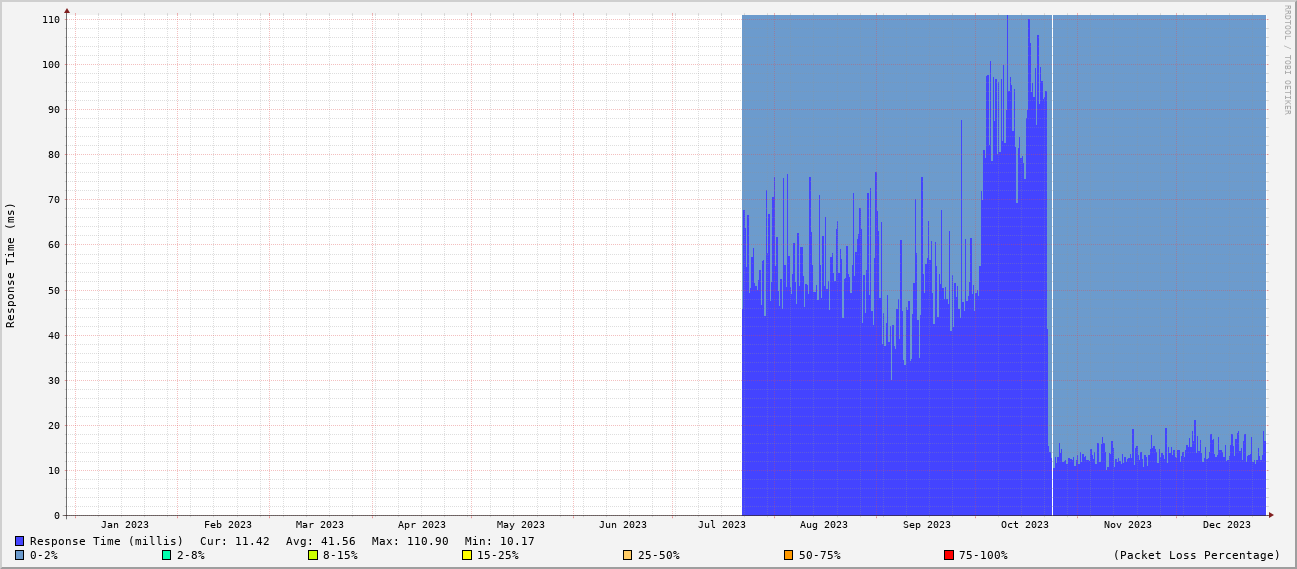 RRDTOOL / TOBI OETIKER
Response Time (ms)
110
100
90
80
70
60
50
40
30
20
10
0
Jan 2023 Feb 2023 Mar 2023 Apr 2023 May 2023 Jun 2023 Jul 2023 Aug 2023 Sep 2023 Oct 2023 Nov 2023 Dec 2023
Response Time (millis) Cur: 11.42 Avg: 41.56 Max: 110.90 Min: 10.17
0-2% 2-8% 8-15% 15-25% 25-50% 50-75% 75-100% (Packet Loss Percentage)